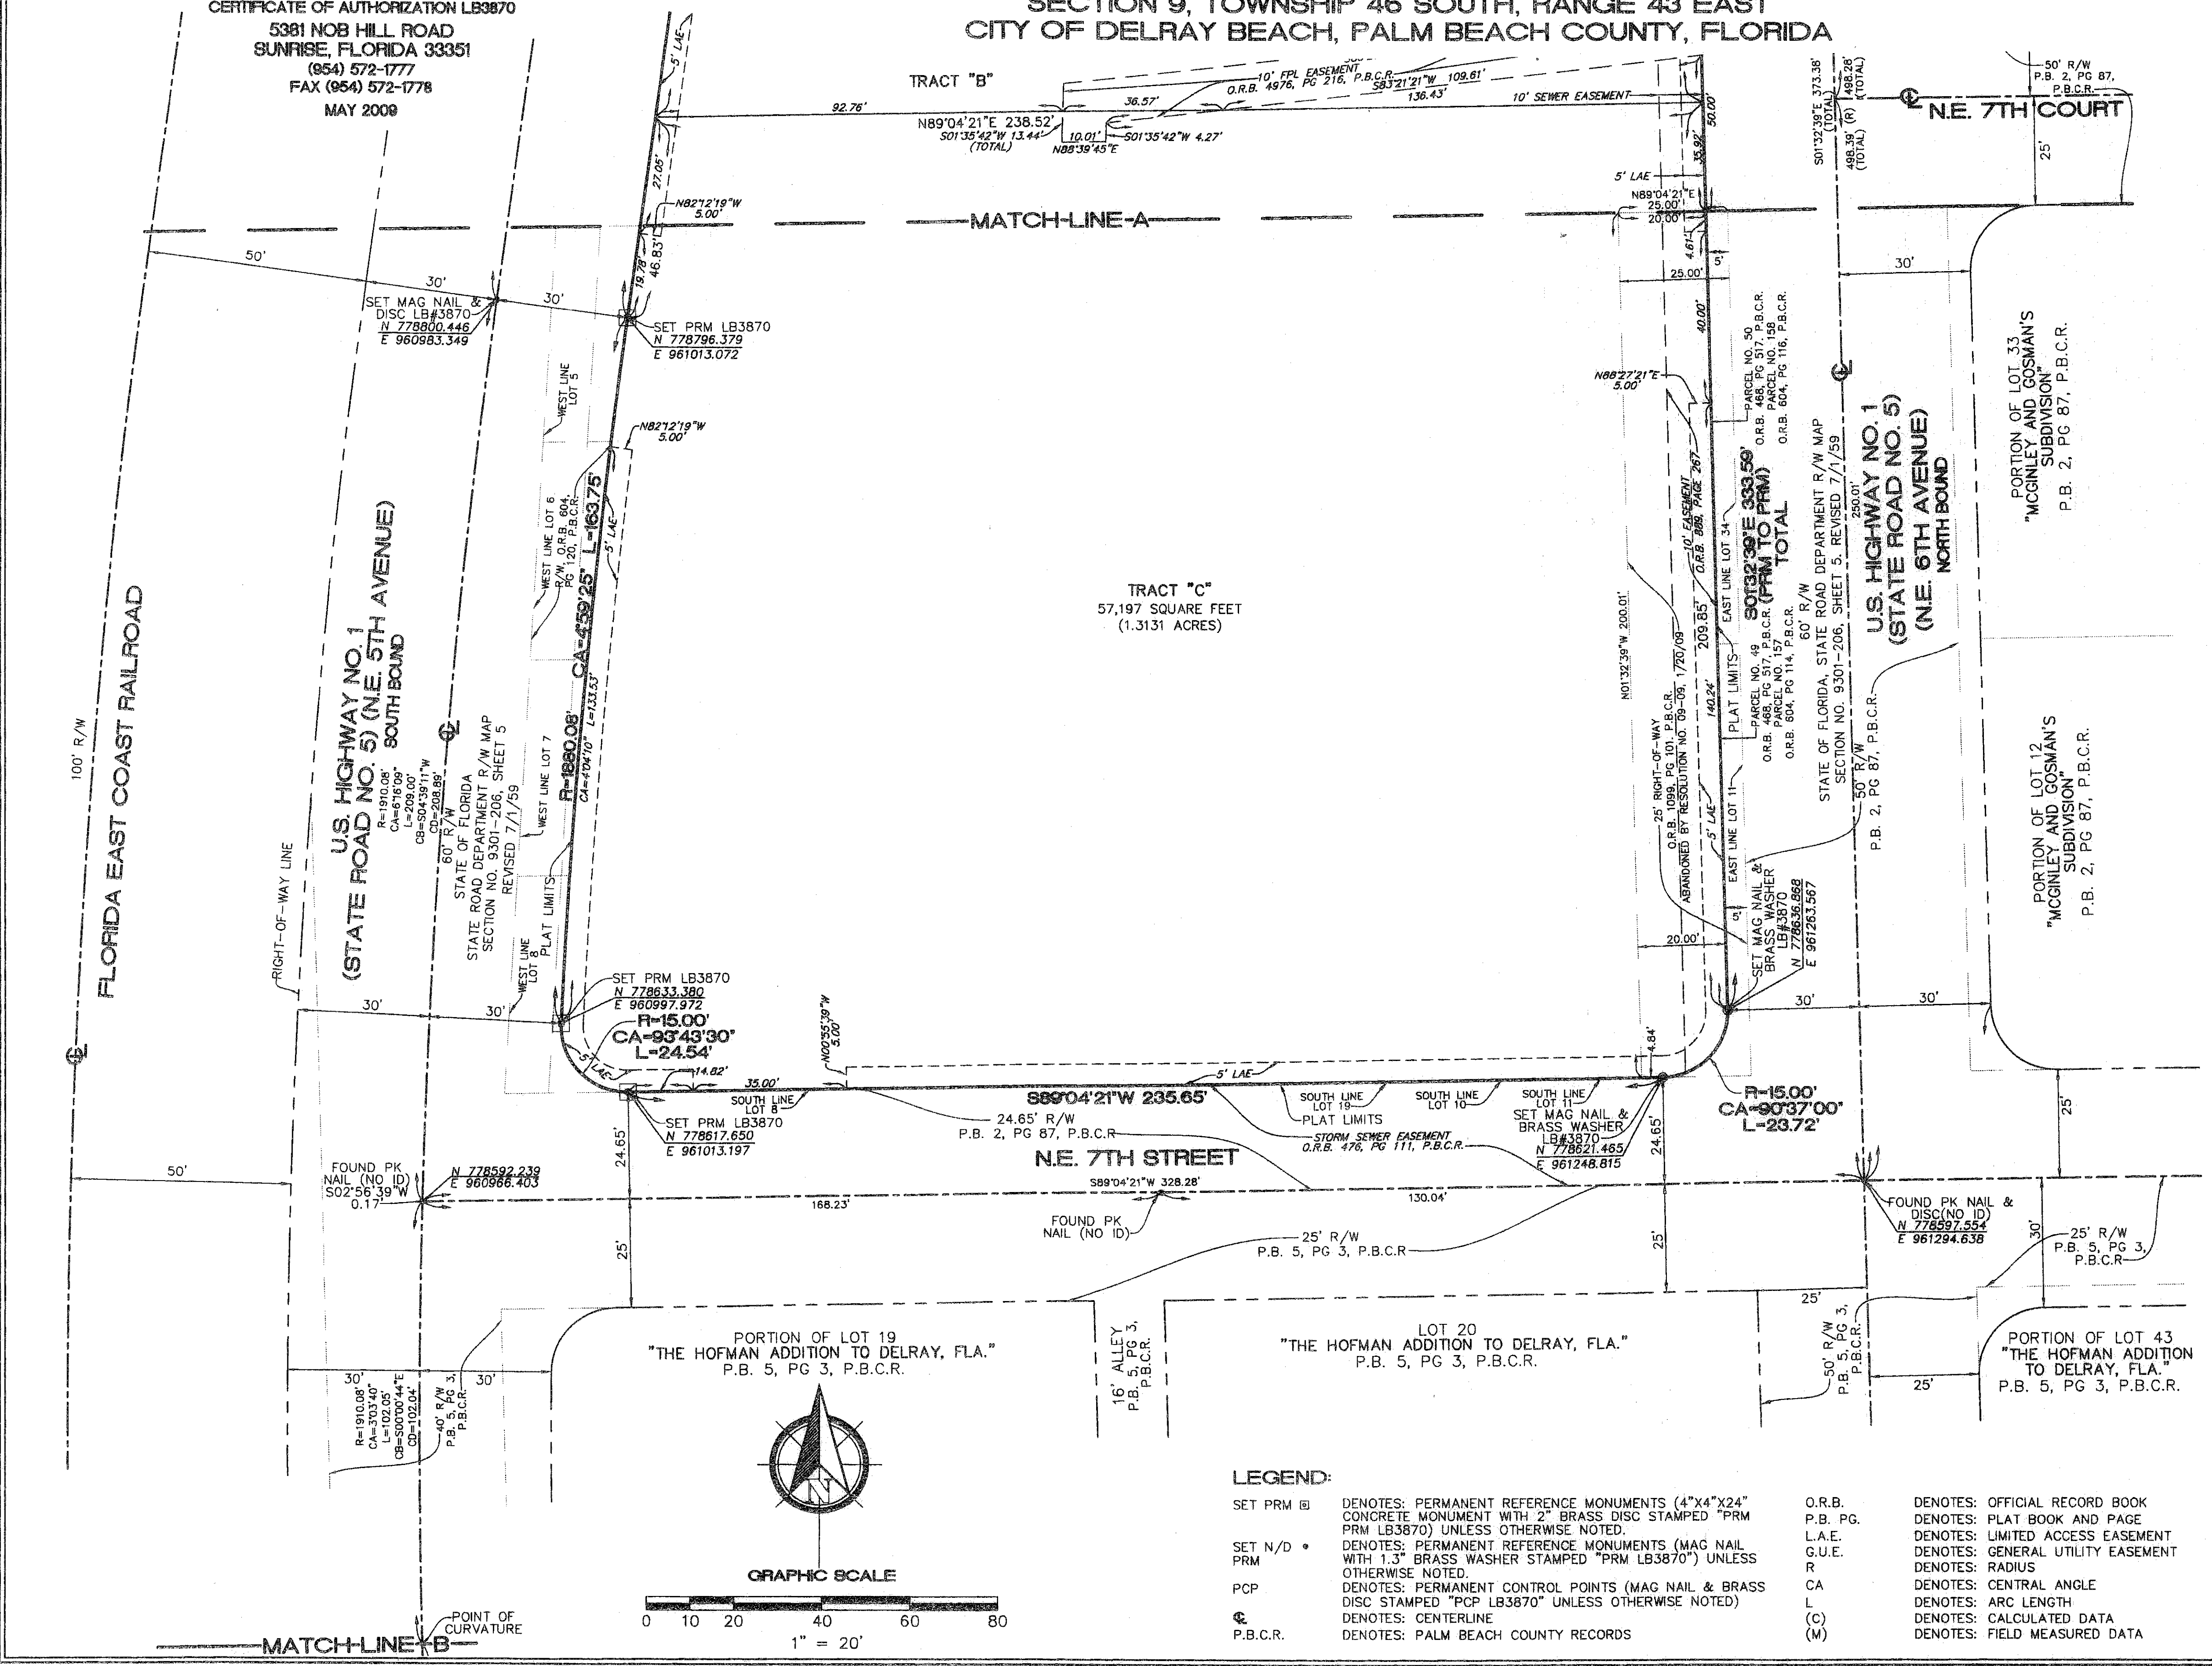 CERTIFICATE OF AUTHORIZATION LB3870
5381 NOB HILL ROAD
SUNRISE, FLORIDA 33351
(954) 572-1777
FAX (954) 572-1778
MAY 2009
SECTION 9, TOWNSHIP 46 SOUTH, RANGE 43 EAST
CITY OF DELRAY BEACH, PALM BEACH COUNTY, FLORIDA
5' LAE
TRACT "B"
10' FPL EASEMENT
O.R.B. 4976, PG 216, P.B.C.R.
S83°21'21"W 109.61'
136.43'
92.76'
36.57'
10' SEWER EASEMENT
N89°04'21"E 238.52'
S01°35'42"W 13.44'
(TOTAL)
10.01'
S01°35'42"W 4.27'
N88°39'45"E
50.00'
35.92'
S01°32'39"E 373.38'
(TOTAL)
498.39' (R) 498.28'
(TOTAL) (TOTAL)
50' R/W
P.B. 2, PG 87,
P.B.C.R.
N.E. 7TH COURT
25'
27.05'
N82°12'19"W
5.00'
5' LAE
N89°04'21"E
25.00'
20.00'
MATCH-LINE-A
50'
30'
30'
19.78'
46.83'
4.61'
5'
25.00'
30'
SET MAG NAIL &
DISC LB#3870
N 778800.446
E 960983.349
SET PRM LB3870
N 778796.379
E 961013.072
40.00'
WEST LINE
LOT 5
N82°12'19"W
5.00'
N88°27'21"E
5.00'
PARCEL NO. 50
O.R.B. 468, PG 517, P.B.C.R.
PARCEL NO. 158
O.R.B. 604, PG 116, P.B.C.R.
PORTION OF LOT 33
"MCGINLEY AND GOSMAN'S
SUBDIVISION"
P.B. 2, PG 87, P.B.C.R.
FLORIDA EAST COAST RAILROAD
100' R/W
U.S. HIGHWAY NO. 1
(STATE ROAD NO. 5) (N.E. 5TH AVENUE)
SOUTH BOUND
R=1910.08'
CA=6°16'09"
L=209.00'
CB=S04°39'11"W
CD=208.89'
60' R/W
STATE OF FLORIDA
STATE ROAD DEPARTMENT R/W MAP
SECTION NO. 9301-206, SHEET 5
REVISED 7/1/59
WEST LINE LOT 6
R/W, O.R.B. 604,
PG 120, P.B.C.R.
WEST LINE LOT 7
WEST LINE
LOT 8
PLAT LIMITS
R=1880.08' CA=4°59'25" L=163.75'
CA=4°04'10" L=133.53'
5' LAE
TRACT "C"
57,197 SQUARE FEET
(1.3131 ACRES)
N01°32'39"W 200.01'
25' RIGHT-OF-WAY
O.R.B. 1099, PG 101, P.B.C.R.
ABANDONED BY RESOLUTION NO. 09-09, 1/20/09
10' EASEMENT
O.R.B. 889, PAGE 267
209.85'
140.24'
5' LAE
EAST LINE LOT 34
PLAT LIMITS
EAST LINE LOT 11
S01°32'39"E 333.59'
(PRM TO PRM)
TOTAL
PARCEL NO. 49
O.R.B. 468, PG 517, P.B.C.R.
PARCEL NO. 157
O.R.B. 604, PG 114, P.B.C.R.
60' R/W
STATE OF FLORIDA, STATE ROAD DEPARTMENT R/W MAP
SECTION NO. 9301-206, SHEET 5. REVISED 7/1/59
250.01'
50' R/W
P.B. 2, PG 87, P.B.C.R.
U.S. HIGHWAY NO. 1
(STATE ROAD NO. 5)
(N.E. 6TH AVENUE)
NORTH BOUND
PORTION OF LOT 12
"MCGINLEY AND GOSMAN'S
SUBDIVISION"
P.B. 2, PG 87, P.B.C.R.
RIGHT-OF-WAY LINE
30'
30'
SET PRM LB3870
N 778633.380
E 960997.972
R=15.00'
CA=93°43'30"
L=24.54'
5' LAE
14.82'
35.00'
N00°55'39"W
5.00'
5' LAE
20.00'
5'
4.84'
SET MAG NAIL &
BRASS WASHER
LB#3870
N 778636.868
E 961263.567
30'
30'
SOUTH LINE
LOT 8
S89°04'21"W 235.65'
SOUTH LINE
LOT 19
SOUTH LINE
LOT 10
SOUTH LINE
LOT 11
PLAT LIMITS
SET PRM LB3870
N 778617.650
E 961013.197
24.65' R/W
P.B. 2, PG 87, P.B.C.R
STORM SEWER EASEMENT
O.R.B. 476, PG 111, P.B.C.R.
SET MAG NAIL &
BRASS WASHER
LB#3870
N 778621.465
E 961248.815
R=15.00'
CA=90°37'00"
L=23.72'
25'
24.65'
24.65'
N.E. 7TH STREET
50'
FOUND PK
NAIL (NO ID)
S02°56'39"W
0.17'
N 778592.239
E 960966.403
168.23'
S89°04'21"W 328.28'
130.04'
FOUND PK
NAIL (NO ID)
FOUND PK NAIL &
DISC(NO ID)
N 778597.554
E 961294.638
25'
25' R/W
P.B. 5, PG 3, P.B.C.R
25'
30'
25' R/W
P.B. 5, PG 3,
P.B.C.R
PORTION OF LOT 19
"THE HOFMAN ADDITION TO DELRAY, FLA."
P.B. 5, PG 3, P.B.C.R.
16' ALLEY
P.B. 5, PG 3,
P.B.C.R.
LOT 20
"THE HOFMAN ADDITION TO DELRAY, FLA."
P.B. 5, PG 3, P.B.C.R.
25'
50' R/W
P.B. 5, PG 3,
P.B.C.R.
25'
PORTION OF LOT 43
"THE HOFMAN ADDITION
TO DELRAY, FLA."
P.B. 5, PG 3, P.B.C.R.
30'
30'
R=1910.08'
CA=3°03'40"
L=102.05'
CB=S00°00'44"E
CD=102.04'
40' R/W
P.B. 5, PG 3,
P.B.C.R.
N
GRAPHIC SCALE
0 10 20 40 60 80
1" = 20'
POINT OF
CURVATURE
MATCH-LINE-B
LEGEND:
SET PRM DENOTES: PERMANENT REFERENCE MONUMENTS (4"X4"X24"
CONCRETE MONUMENT WITH 2" BRASS DISC STAMPED "PRM
PRM LB3870) UNLESS OTHERWISE NOTED.
SET N/D DENOTES: PERMANENT REFERENCE MONUMENTS (MAG NAIL
PRM WITH 1.3" BRASS WASHER STAMPED "PRM LB3870") UNLESS
OTHERWISE NOTED.
PCP DENOTES: PERMANENT CONTROL POINTS (MAG NAIL & BRASS
DISC STAMPED "PCP LB3870" UNLESS OTHERWISE NOTED)
DENOTES: CENTERLINE
P.B.C.R. DENOTES: PALM BEACH COUNTY RECORDS
O.R.B. DENOTES: OFFICIAL RECORD BOOK
P.B. PG. DENOTES: PLAT BOOK AND PAGE
L.A.E. DENOTES: LIMITED ACCESS EASEMENT
G.U.E. DENOTES: GENERAL UTILITY EASEMENT
R DENOTES: RADIUS
CA DENOTES: CENTRAL ANGLE
L DENOTES: ARC LENGTH
(C) DENOTES: CALCULATED DATA
(M) DENOTES: FIELD MEASURED DATA